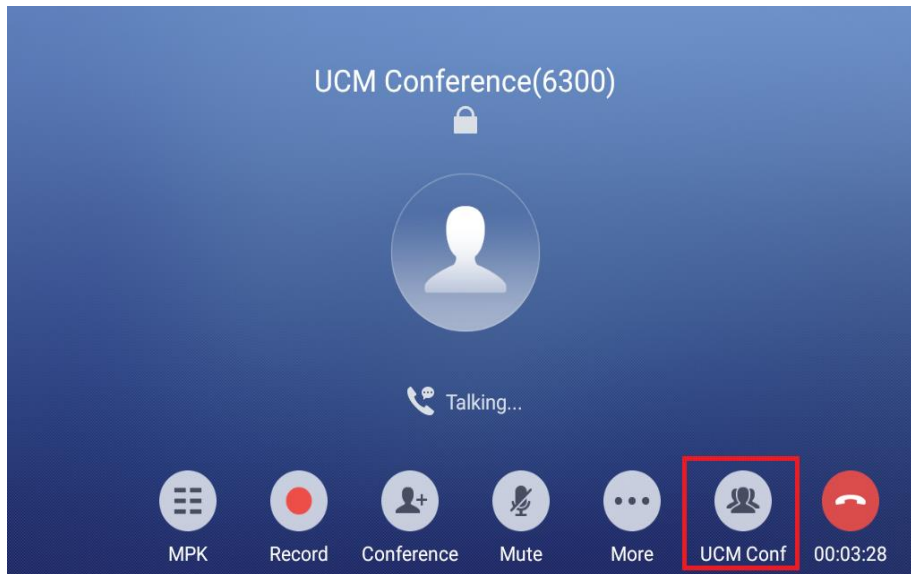 UCM Conference(6300)
Talking...
MPK Record Conference Mute More UCM Conf 00:03:28